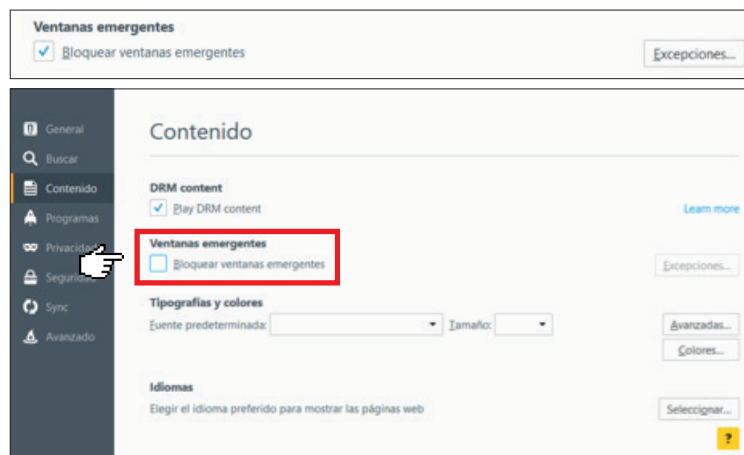 Ventanas emergentes
Bloquear ventanas emergentes
Excepciones...
General
Buscar
Contenido
Programas
Privacidad
Seguridad
Sync
Avanzado
Contenido
DRM content
Play DRM content
Learn more
Ventanas emergentes
Bloquear ventanas emergentes
Excepciones...
Tipografías y colores
Fuente predeterminada:
Tamaño:
Avanzadas...
Colores...
Idiomas
Elegir el idioma preferido para mostrar las páginas web
Seleccignar...
?